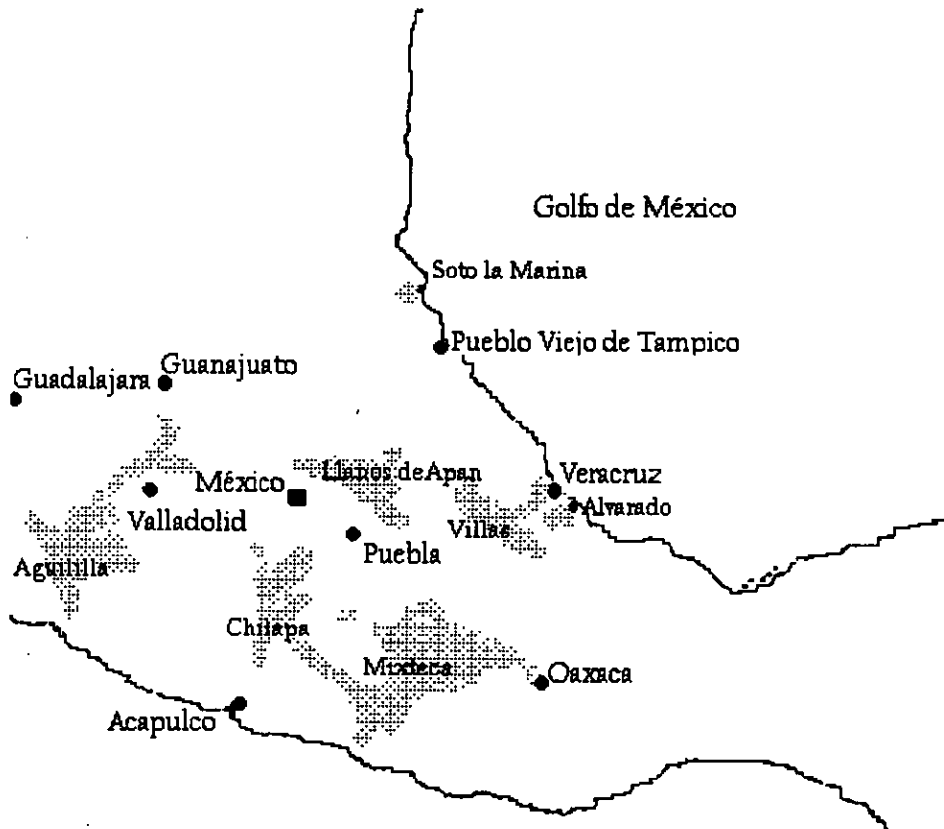 Golfo de México
Soto la Marina
Pueblo Viejo de Tampico
Guanajuato
Guadalajara
Llanos de Apan
México
Veracruz
Alvarado
Valladolid
Villas
Puebla
Aguililla
Chilapa
Mixteca
Oaxaca
Acapulco